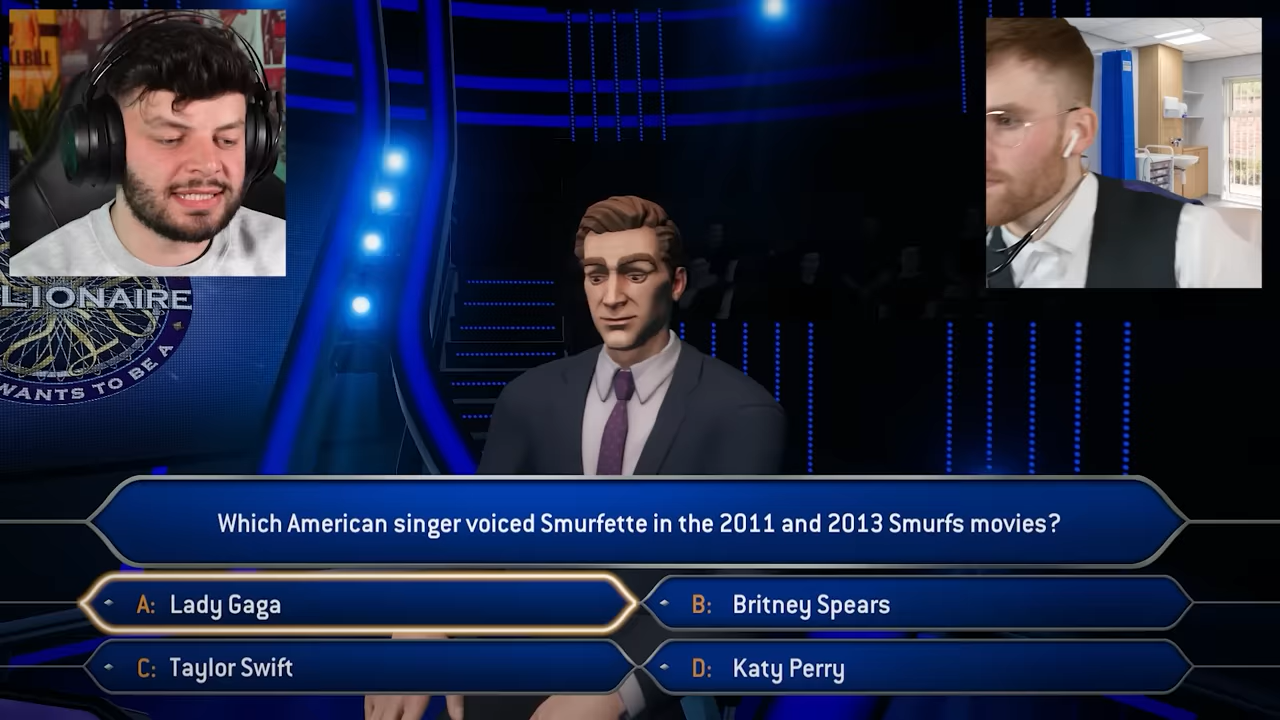 LLBILL
LIONAIRE
WANTS TO BE A
Which American singer voiced Smurfette in the 2011 and 2013 Smurfs movies?
A: Lady Gaga
B: Britney Spears
C: Taylor Swift
D: Katy Perry